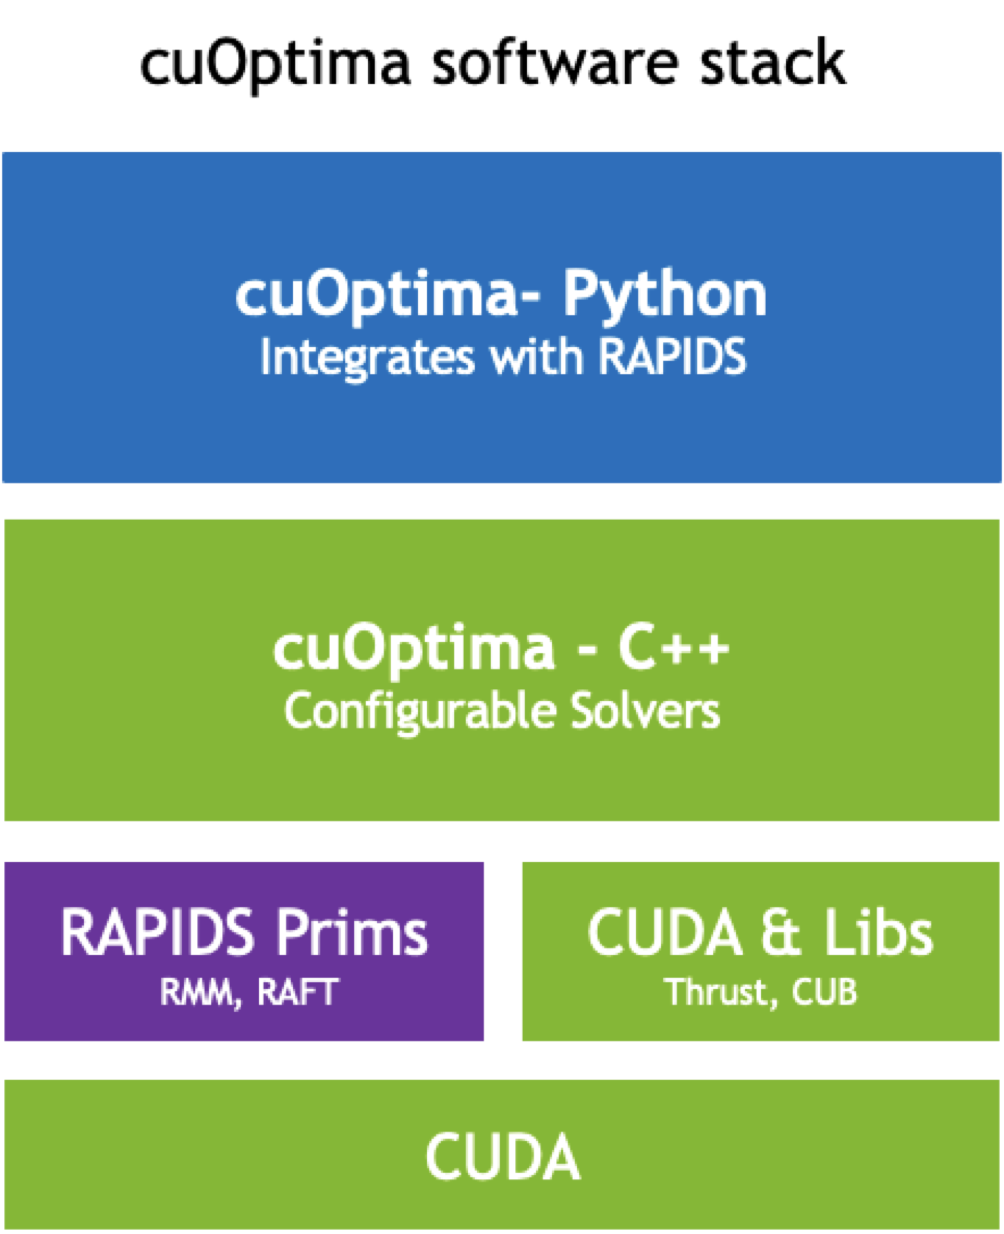 cuOptima software stack
cuOptima- Python
Integrates with RAPIDS
cuOptima - C++
Configurable Solvers
RAPIDS Prims
RMM, RAFT
CUDA & Libs
Thrust, CUB
CUDA